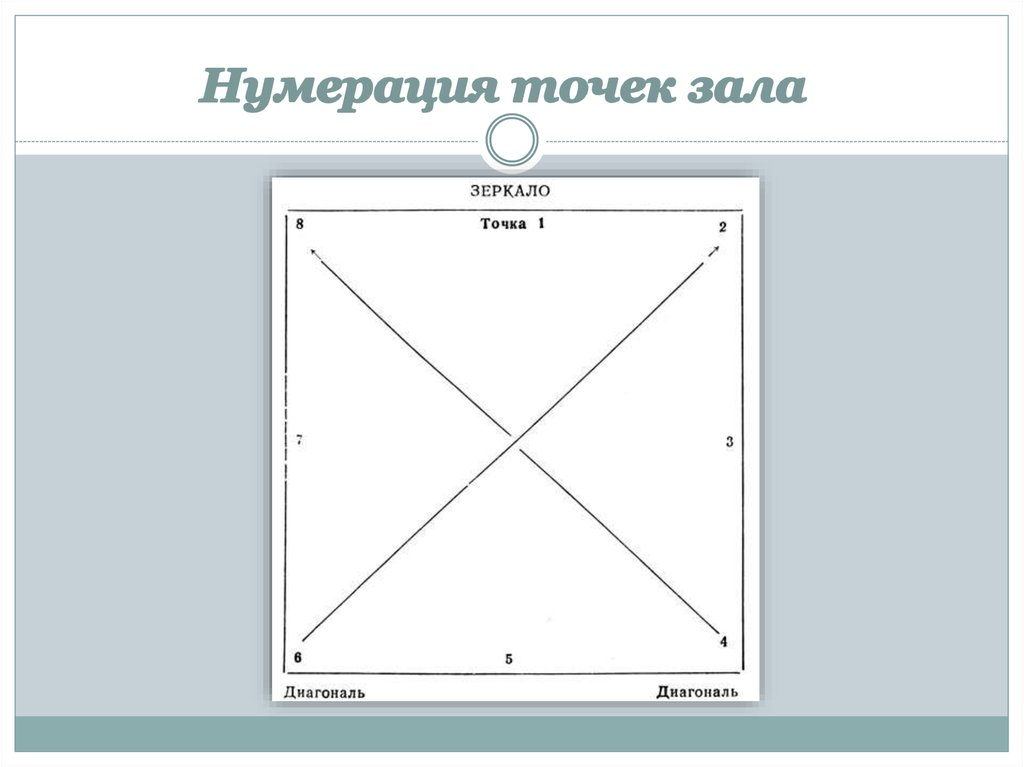 Нумерация точек зала
ЗЕРКАЛО
8 Точка 1 2
7 3
4
6 5
Диагональ Диагональ